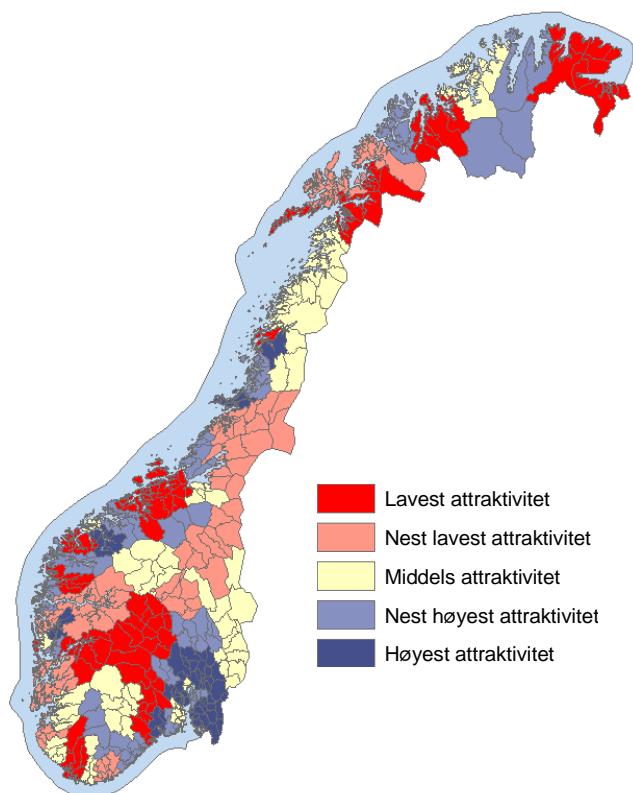 Lavest attraktivitet
Nest lavest attraktivitet
Middels attraktivitet
Nest høyest attraktivitet
Høyest attraktivitet